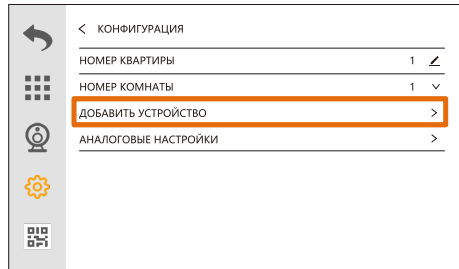 < КОНФИГУРАЦИЯ
НОМЕР КВАРТИРЫ 1
НОМЕР КОМНАТЫ 1
ДОБАВИТЬ УСТРОЙСТВО >
АНАЛОГОВЫЕ НАСТРОЙКИ >